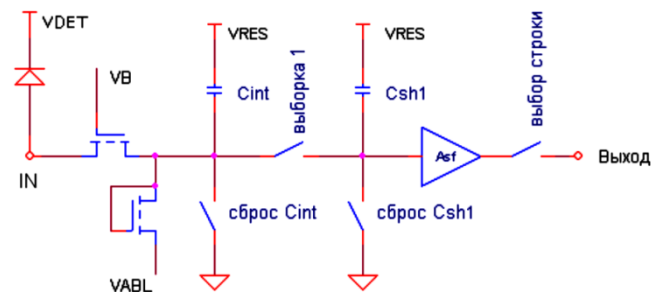 VDET
VRES
VRES
VB
Cint
выборка 1
Csh1
выбор строки
Asf
Выход
IN
сброс Cint
сброс Csh1
VABL